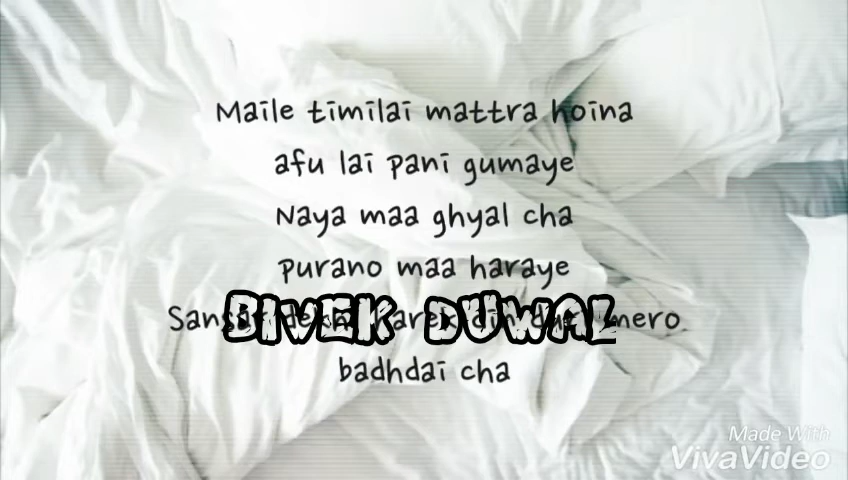 Maile timilai mattra hoina
afu lai pani gumaye
Naya maa ghyal cha
purano maa haraye
mero
BIVEK DUWAL
badhdai cha
Made With
VivaVideo